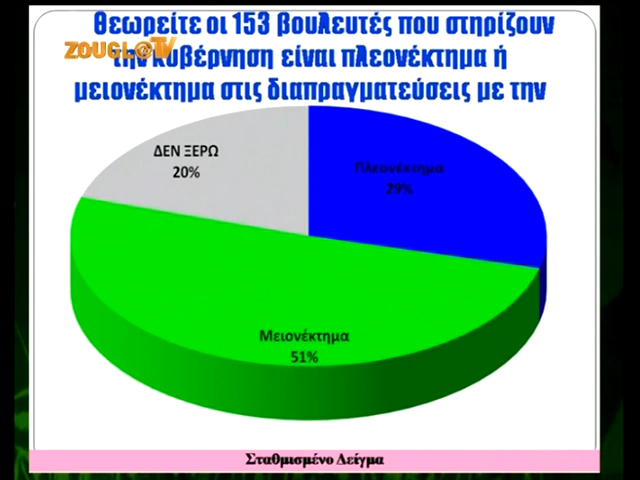 θεωρείτε οι 153 βουλευτές που στηρίζουν
ZOUGL@TV
την κυβέρνηση είναι πλεονέκτημα ή
μειονέκτημα στις διαπραγματεύσεις με την
ΔΕΝ ΞΕΡΩ
20%
Πλεονέκτημα
29%
Μειονέκτημα
51%
Σταθμισμένο Δείγμα